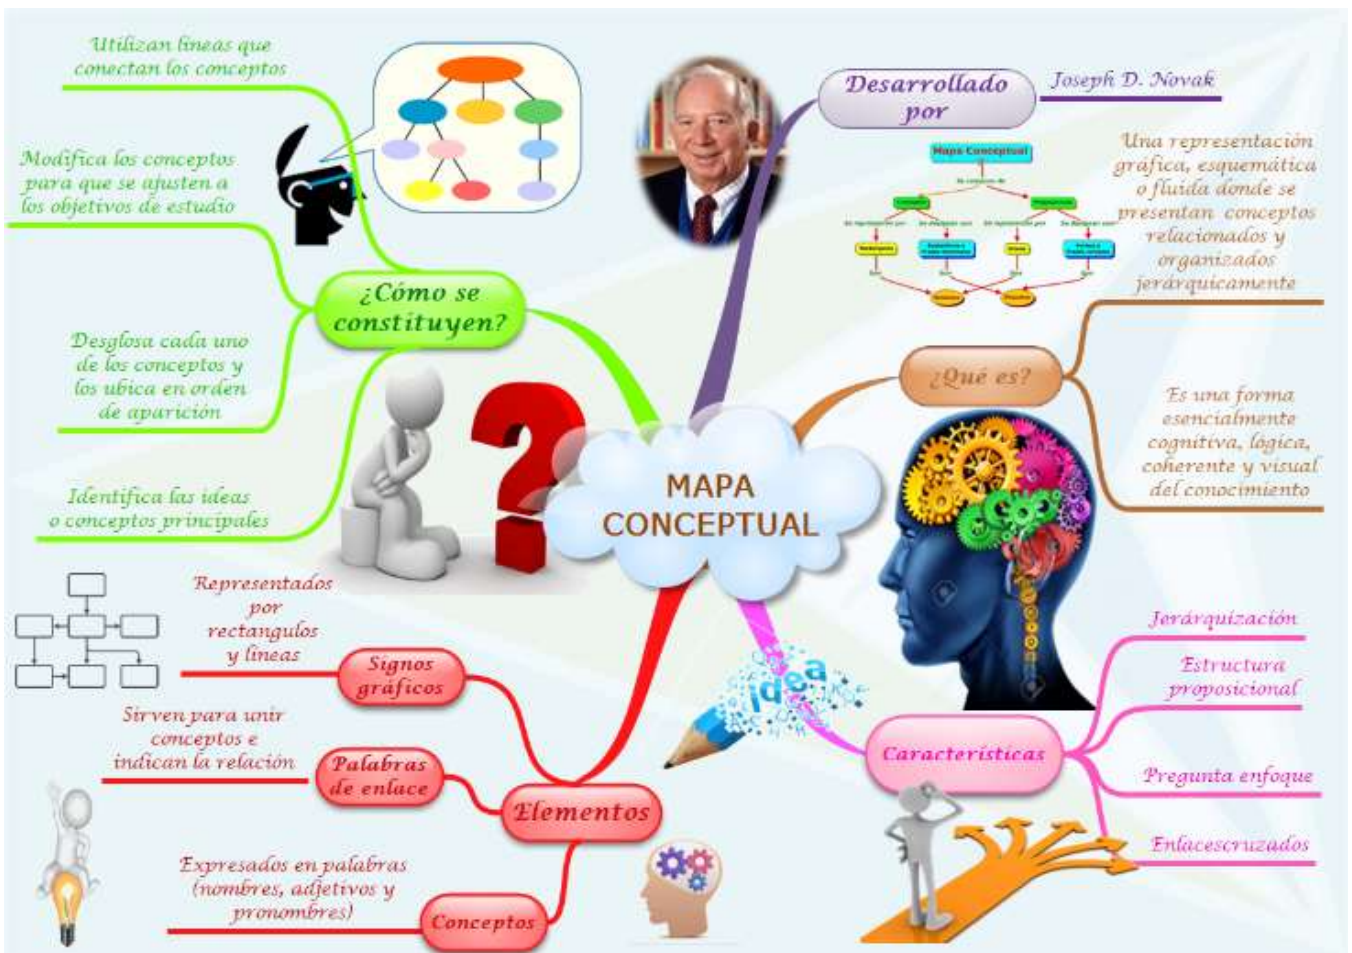 MAPA
CONCEPTUAL
Desarrollado
por
Joseph D. Novak
¿Qué es?
Una representación
gráfica, esquemática
o fluida donde se
presentan conceptos
relacionados y
organizados
jerárquicamente
Es una forma
esencialmente
cognitiva, lógica,
coherente y visual
del conocimiento
Mapa Conceptual
Características
Jerárquización
Estructura
proposicional
Pregunta enfoque
Enlacescruzados
idea
Elementos
Signos
gráficos
Representados
por
rectangulos
y líneas
Palabras
de enlace
Sirven para unir
conceptos e
indican la relación
Conceptos
Expresados en palabras
(nombres, adjetivos y
pronombres)
¿Cómo se
constituyen?
Utilizan líneas que
conectan los conceptos
Modifica los conceptos
para que se ajusten a
los objetivos de estudio
Desglosa cada uno
de los conceptos y
los ubica en orden
de aparición
Identifica las ideas
o conceptos principales
?